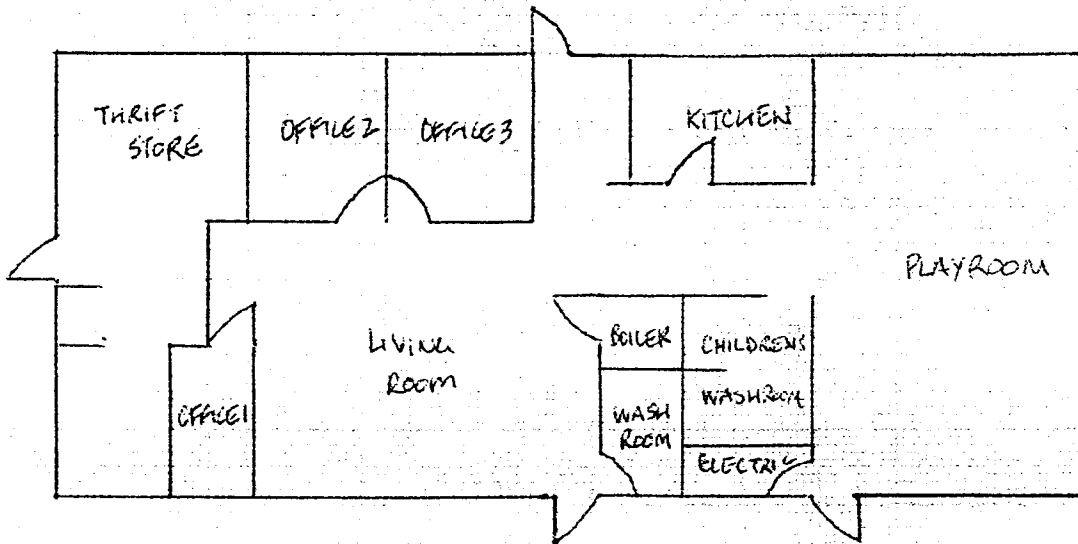 THRIFT
STORE
OFFICE 2
OFFICE 3
KITCHEN
PLAYROOM
LIVING
ROOM
BOILER
CHILDRENS
WASHROOM
WASH
ROOM
OFFICE 1
ELECTRIC